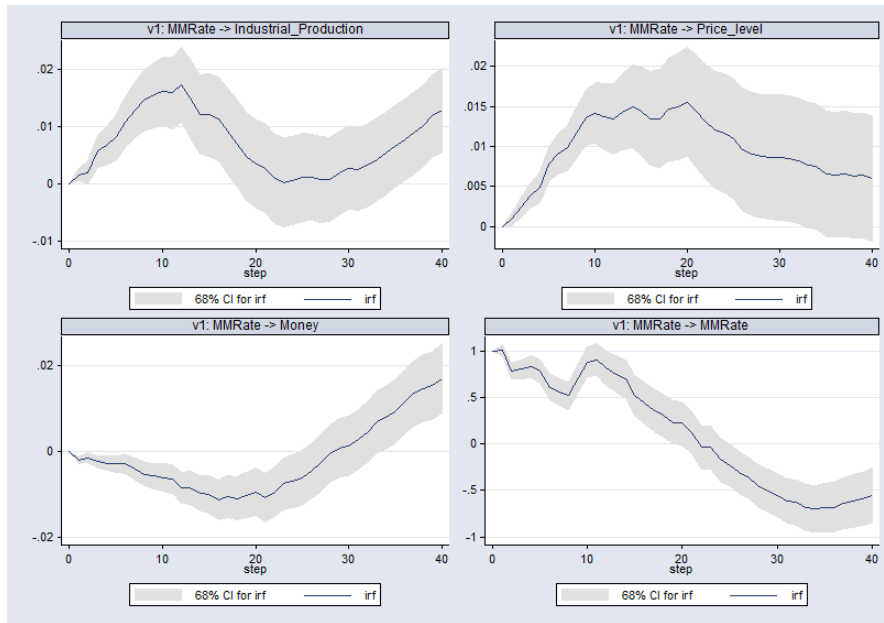 v1: MMRate -> Industrial_Production
.02
.01
0
-.01
0 10 20 30 40
step
68% CI for irf irf
v1: MMRate -> Price_level
.02
.015
.01
.005
0
0 10 20 30 40
step
68% CI for irf irf
v1: MMRate -> Money
.02
0
-.02
0 10 20 30 40
step
68% CI for irf irf
v1: MMRate -> MMRate
1
.5
0
-.5
-1
0 10 20 30 40
step
68% CI for irf irf